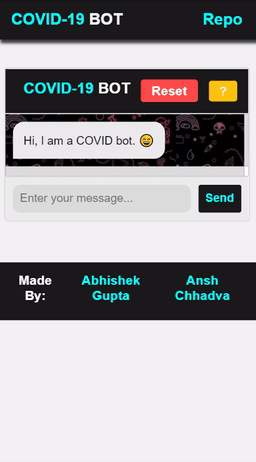 COVID-19 BOT Repo
COVID-19 BOT Reset ?
Hi, I am a COVID bot. 😄
Enter your message... Send
Made Abhishek Ansh
By: Gupta Chhadva